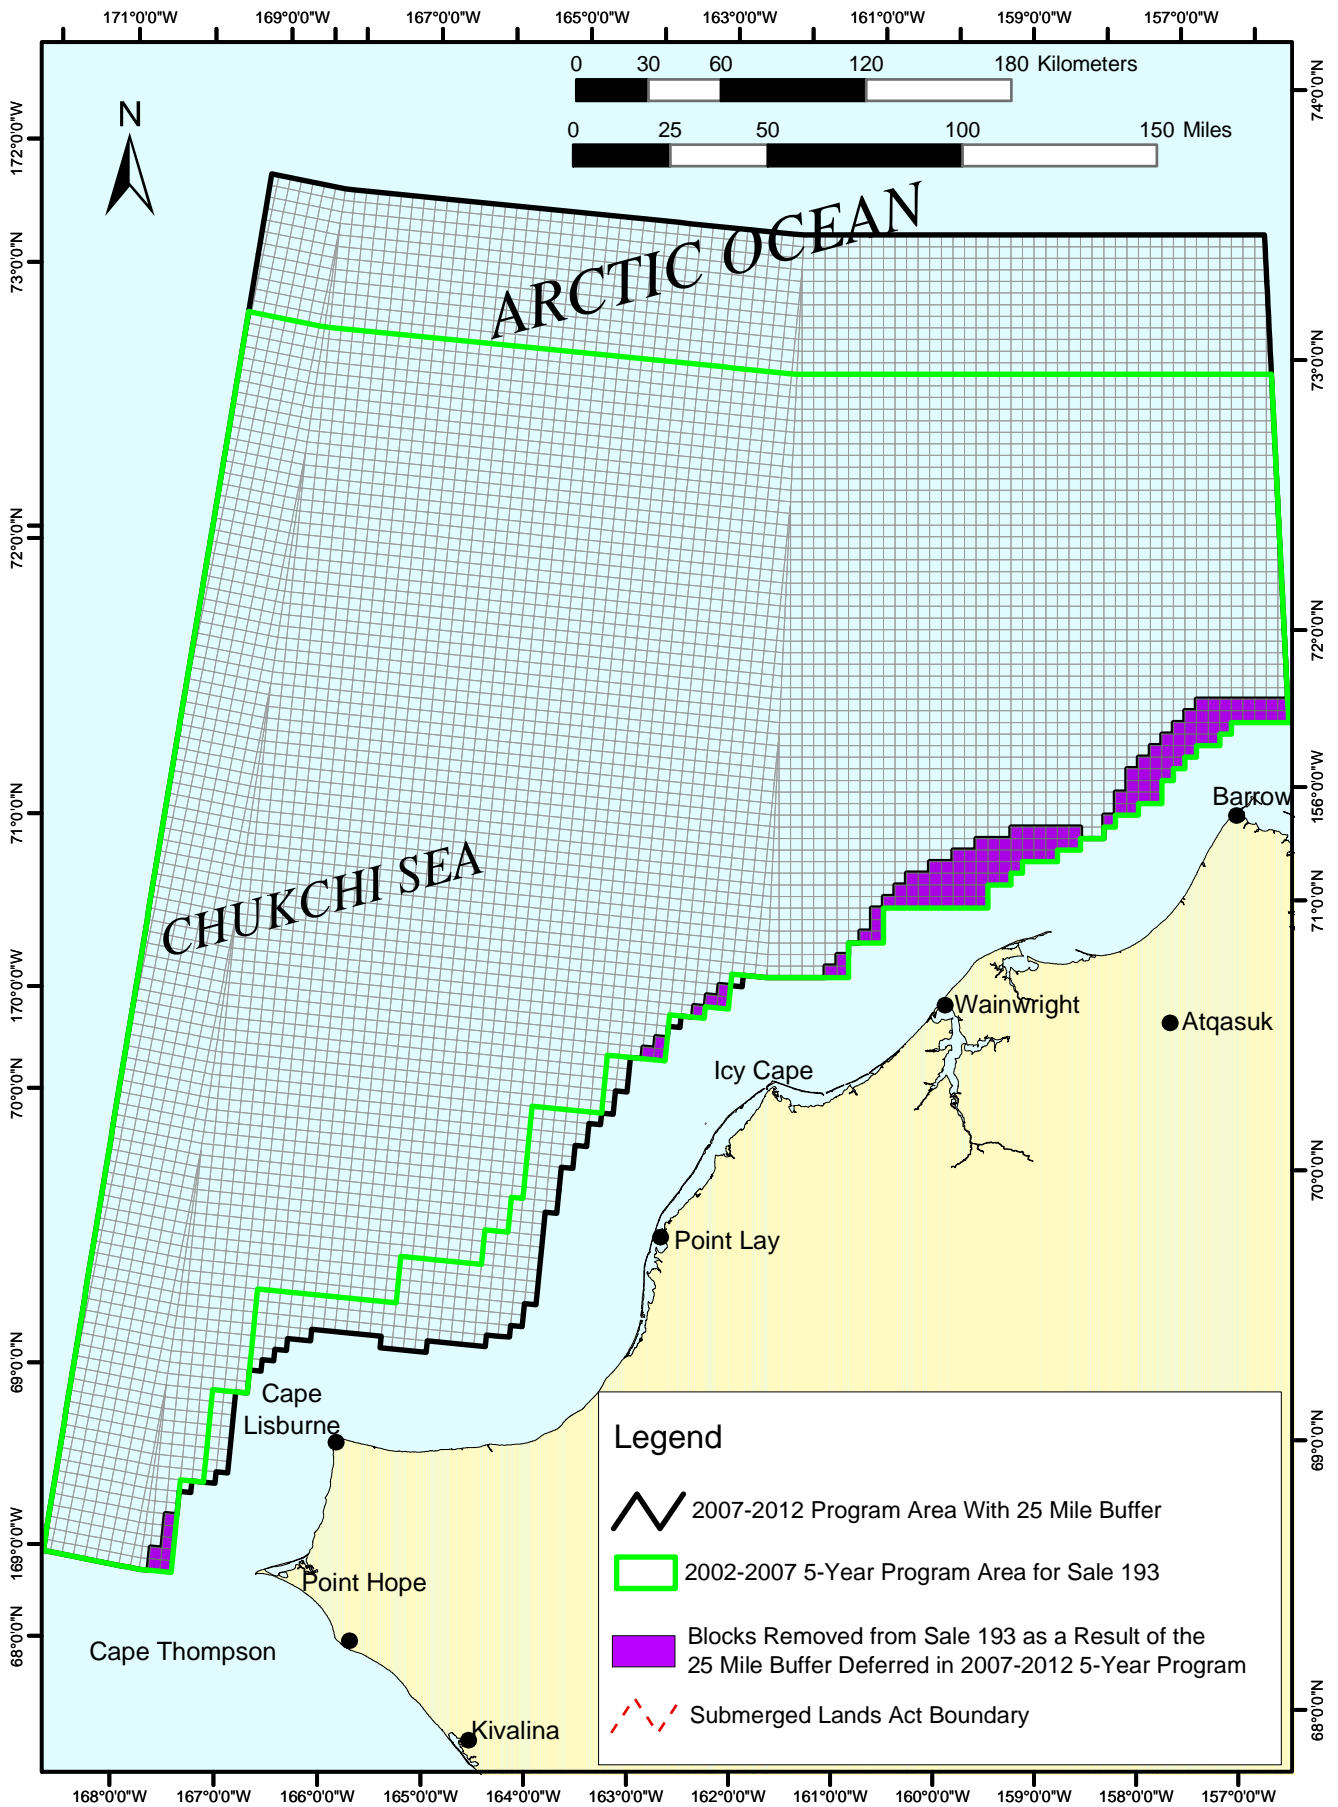 171°0'0"W 169°0'0"W 167°0'0"W 165°0'0"W 163°0'0"W 161°0'0"W 159°0'0"W 157°0'0"W
0 30 60 120 180 Kilometers
0 25 50 100 150 Miles
N
172°0'0"W
73°0'0"N
72°0'0"N
71°0'0"N
170°0'0"W
70°0'0"N
69°0'0"N
169°0'0"W
68°0'0"N
74°0'0"N
73°0'0"N
72°0'0"N
156°0'0"W
71°0'0"N
70°0'0"N
69°0'0"N
68°0'0"N
ARCTIC OCEAN
CHUKCHI SEA
Barrow
Wainwright
Atqasuk
Icy Cape
Point Lay
Cape
Lisburne
Point Hope
Cape Thompson
Kivalina
Legend
2007-2012 Program Area With 25 Mile Buffer
2002-2007 5-Year Program Area for Sale 193
Blocks Removed from Sale 193 as a Result of the
25 Mile Buffer Deferred in 2007-2012 5-Year Program
Submerged Lands Act Boundary
168°0'0"W 167°0'0"W 166°0'0"W 165°0'0"W 164°0'0"W 163°0'0"W 162°0'0"W 161°0'0"W 160°0'0"W 159°0'0"W 158°0'0"W 157°0'0"W